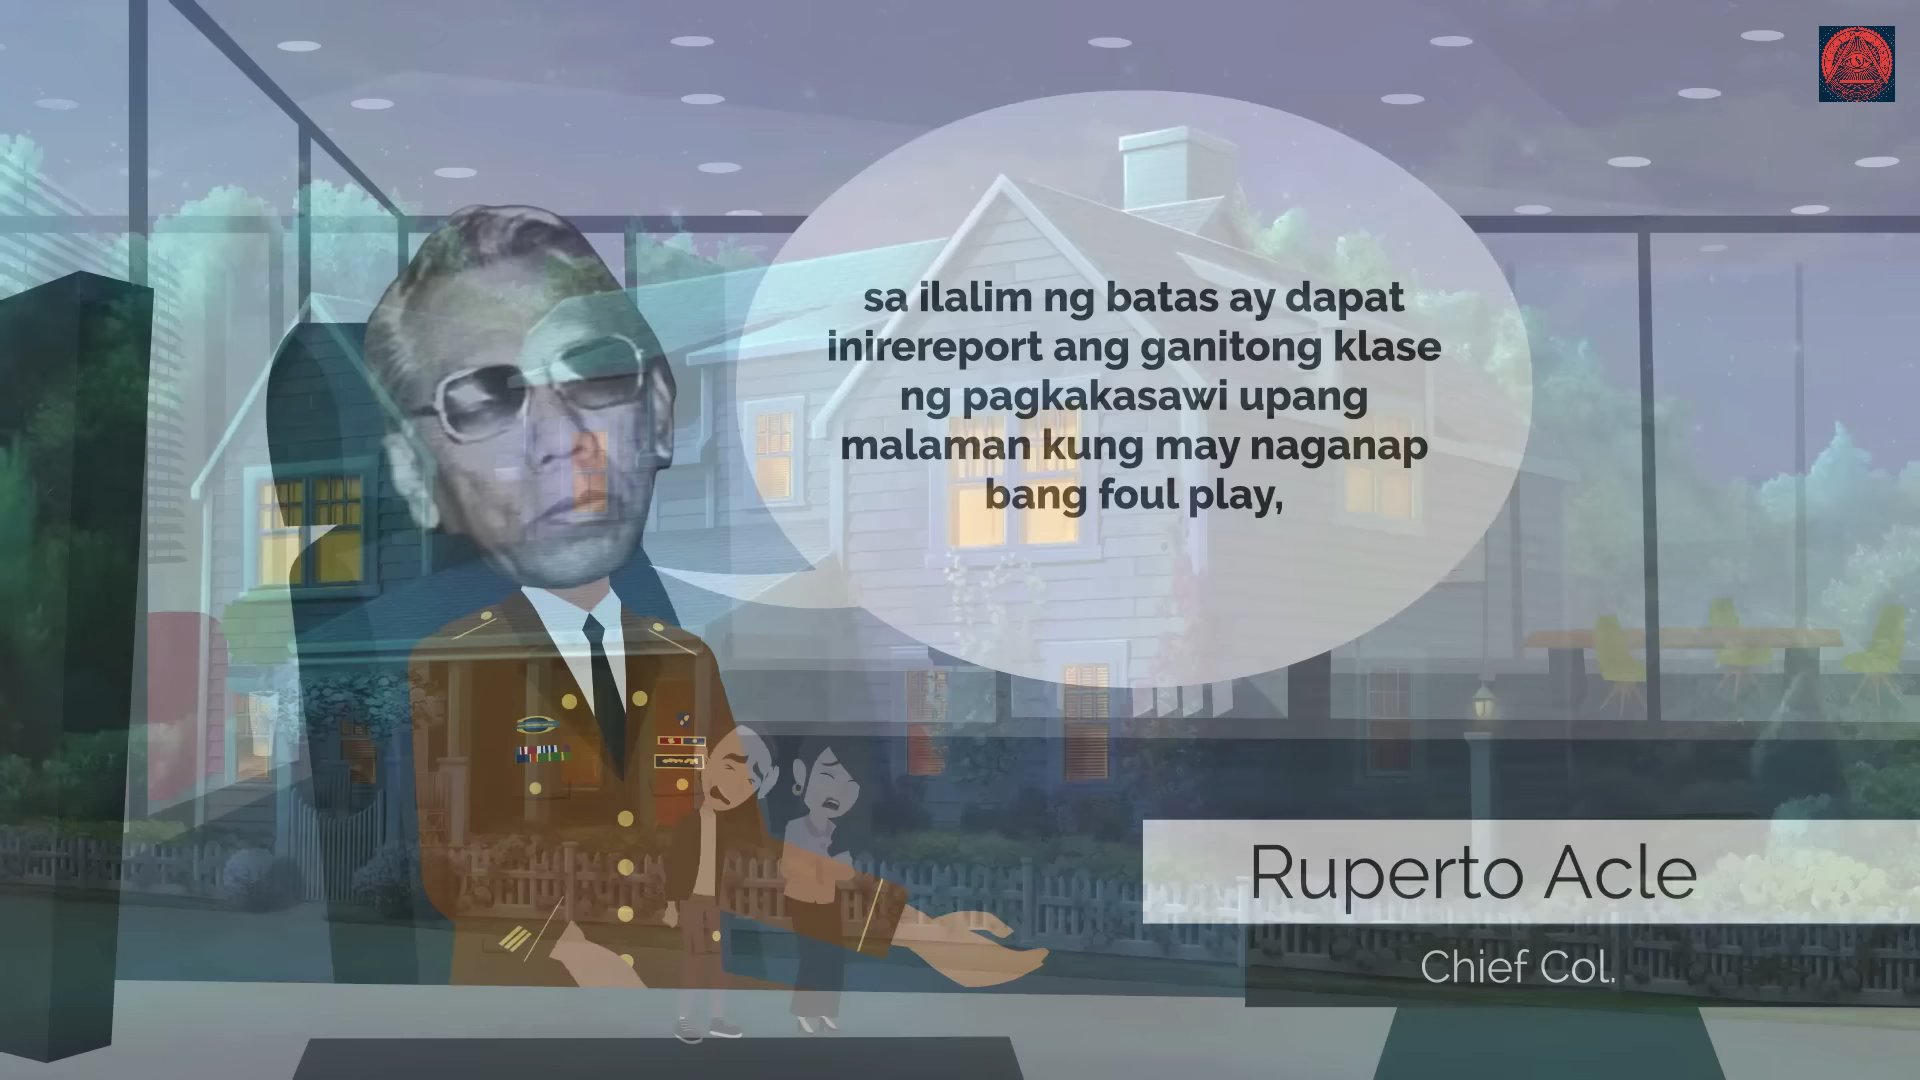 sa ilalim ng batas ay dapat
inirereport ang ganitong klase
ng pagkakasawi upang
malaman kung may naganap
bang foul play,
Ruperto Acle
Chief Col.